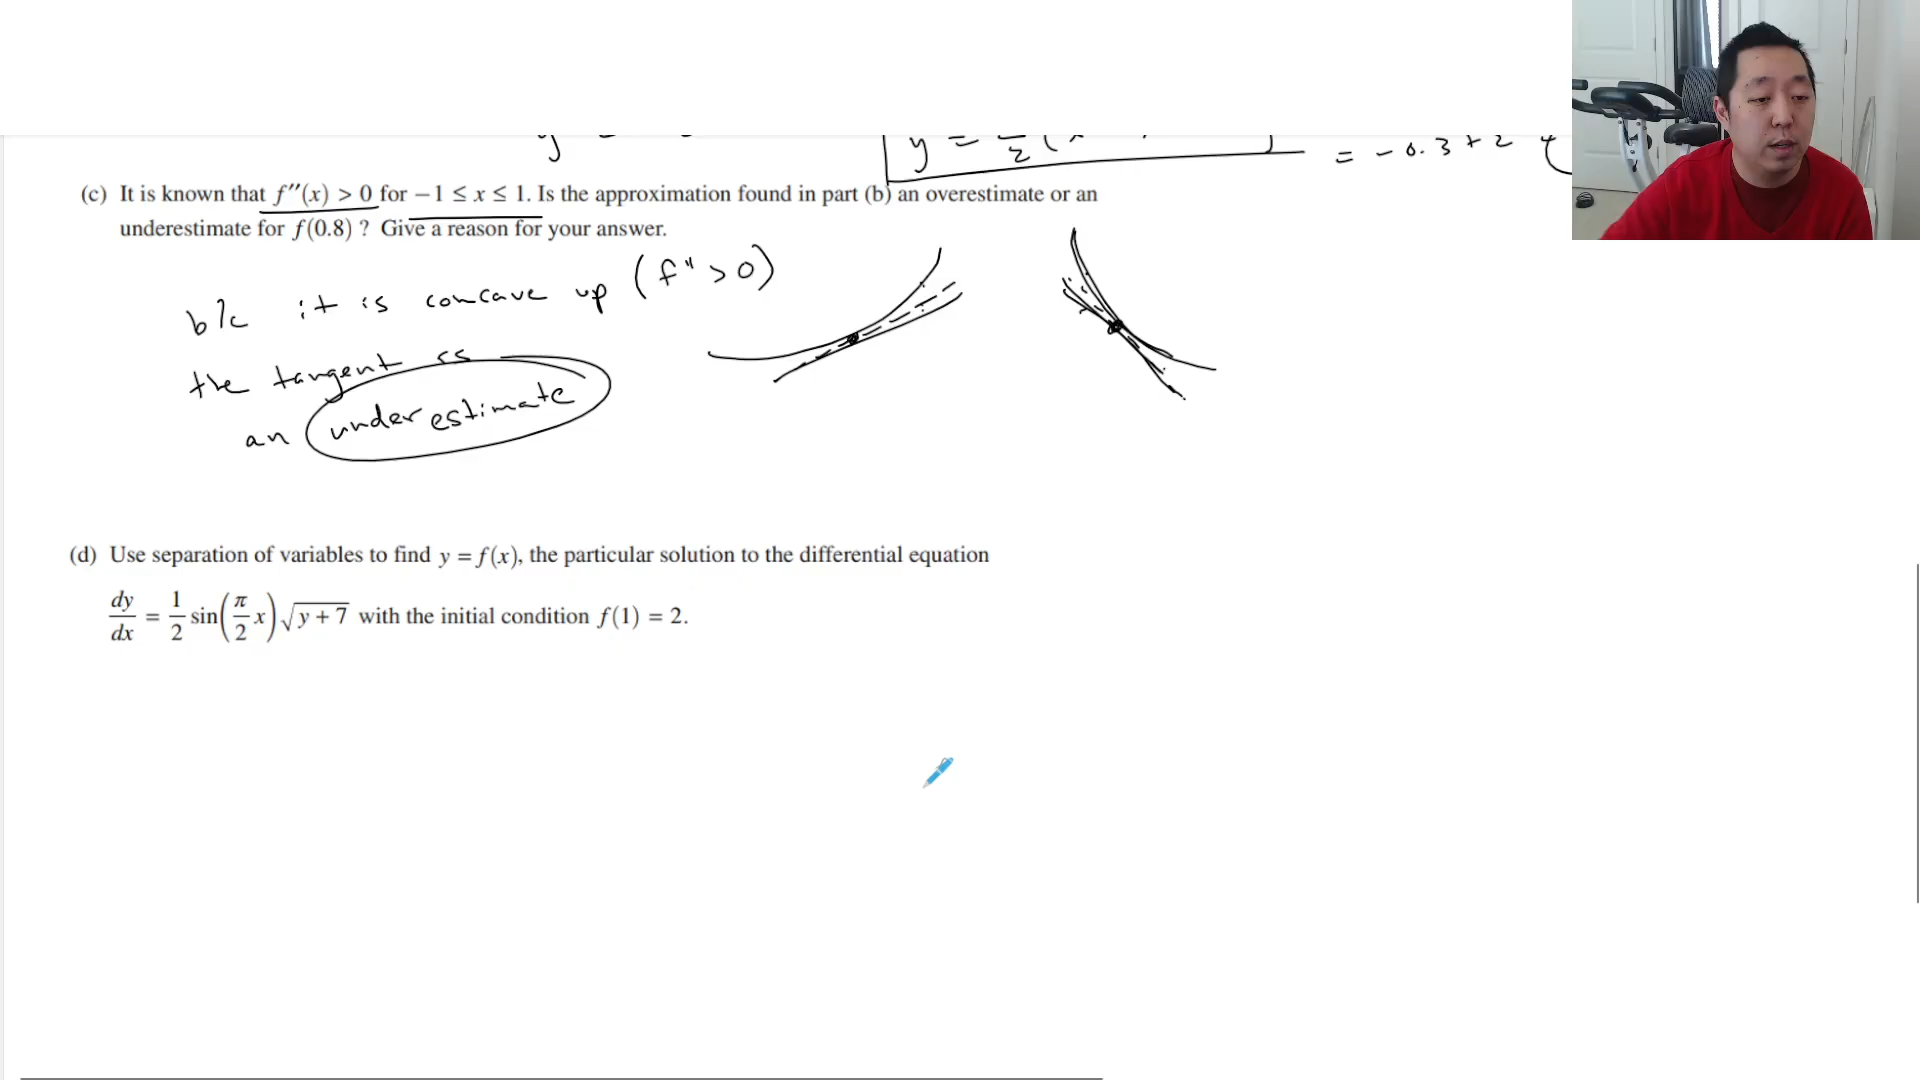 y = 1/2 (x
= -0.3 + 2
(c) It is known that f″(x) > 0 for −1 ≤ x ≤ 1. Is the approximation found in part (b) an overestimate or an
underestimate for f(0.8) ? Give a reason for your answer.
b/c it is concave up (f" > 0)
the tangent is
an underestimate
(d) Use separation of variables to find y = f(x), the particular solution to the differential equation
dy/dx = 1/2 sin(π/2 x)√(y + 7) with the initial condition f(1) = 2.